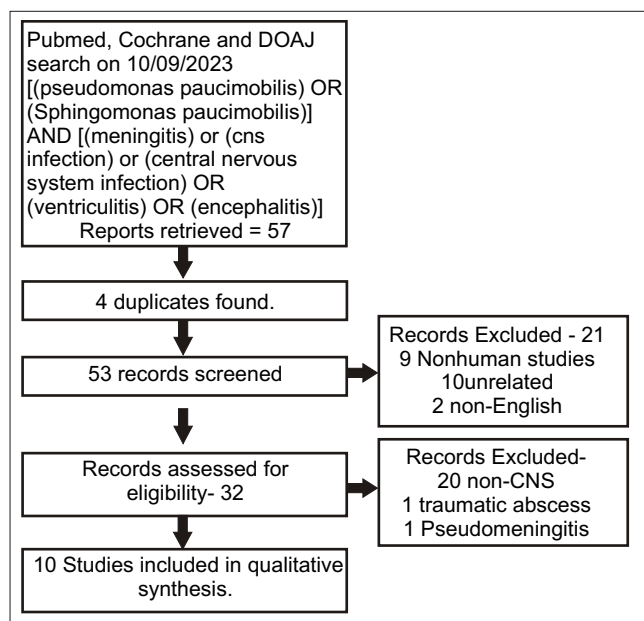 Pubmed, Cochrane and DOAJ
search on 10/09/2023
[(pseudomonas paucimobilis) OR
(Sphingomonas paucimobilis)]
AND [(meningitis) or (cns
infection) or (central nervous
system infection) OR
(ventriculitis) OR (encephalitis)]
Reports retrieved = 57
4 duplicates found.
53 records screened
Records Excluded - 21
9 Nonhuman studies
10unrelated
2 non-English
Records assessed for
eligibility- 32
Records Excluded-
20 non-CNS
1 traumatic abscess
1 Pseudomeningitis
10 Studies included in qualitative
synthesis.